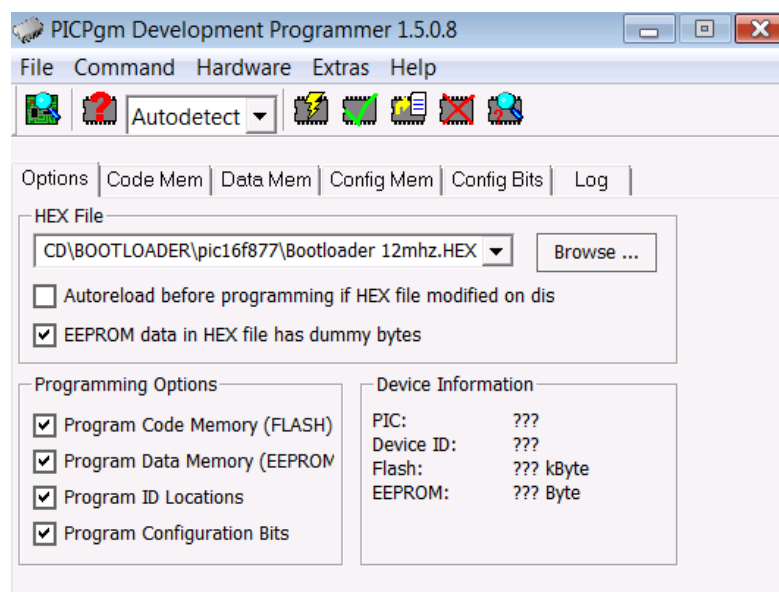 PICPgm Development Programmer 1.5.0.8
File Command Hardware Extras Help
Autodetect
Options Code Mem Data Mem Config Mem Config Bits Log
HEX File
CD\BOOTLOADER\pic16f877\Bootloader 12mhz.HEX Browse ...
Autoreload before programming if HEX file modified on dis
EEPROM data in HEX file has dummy bytes
Programming Options
Program Code Memory (FLASH)
Program Data Memory (EEPROM
Program ID Locations
Program Configuration Bits
Device Information
PIC: ???
Device ID: ???
Flash: ??? kByte
EEPROM: ??? Byte